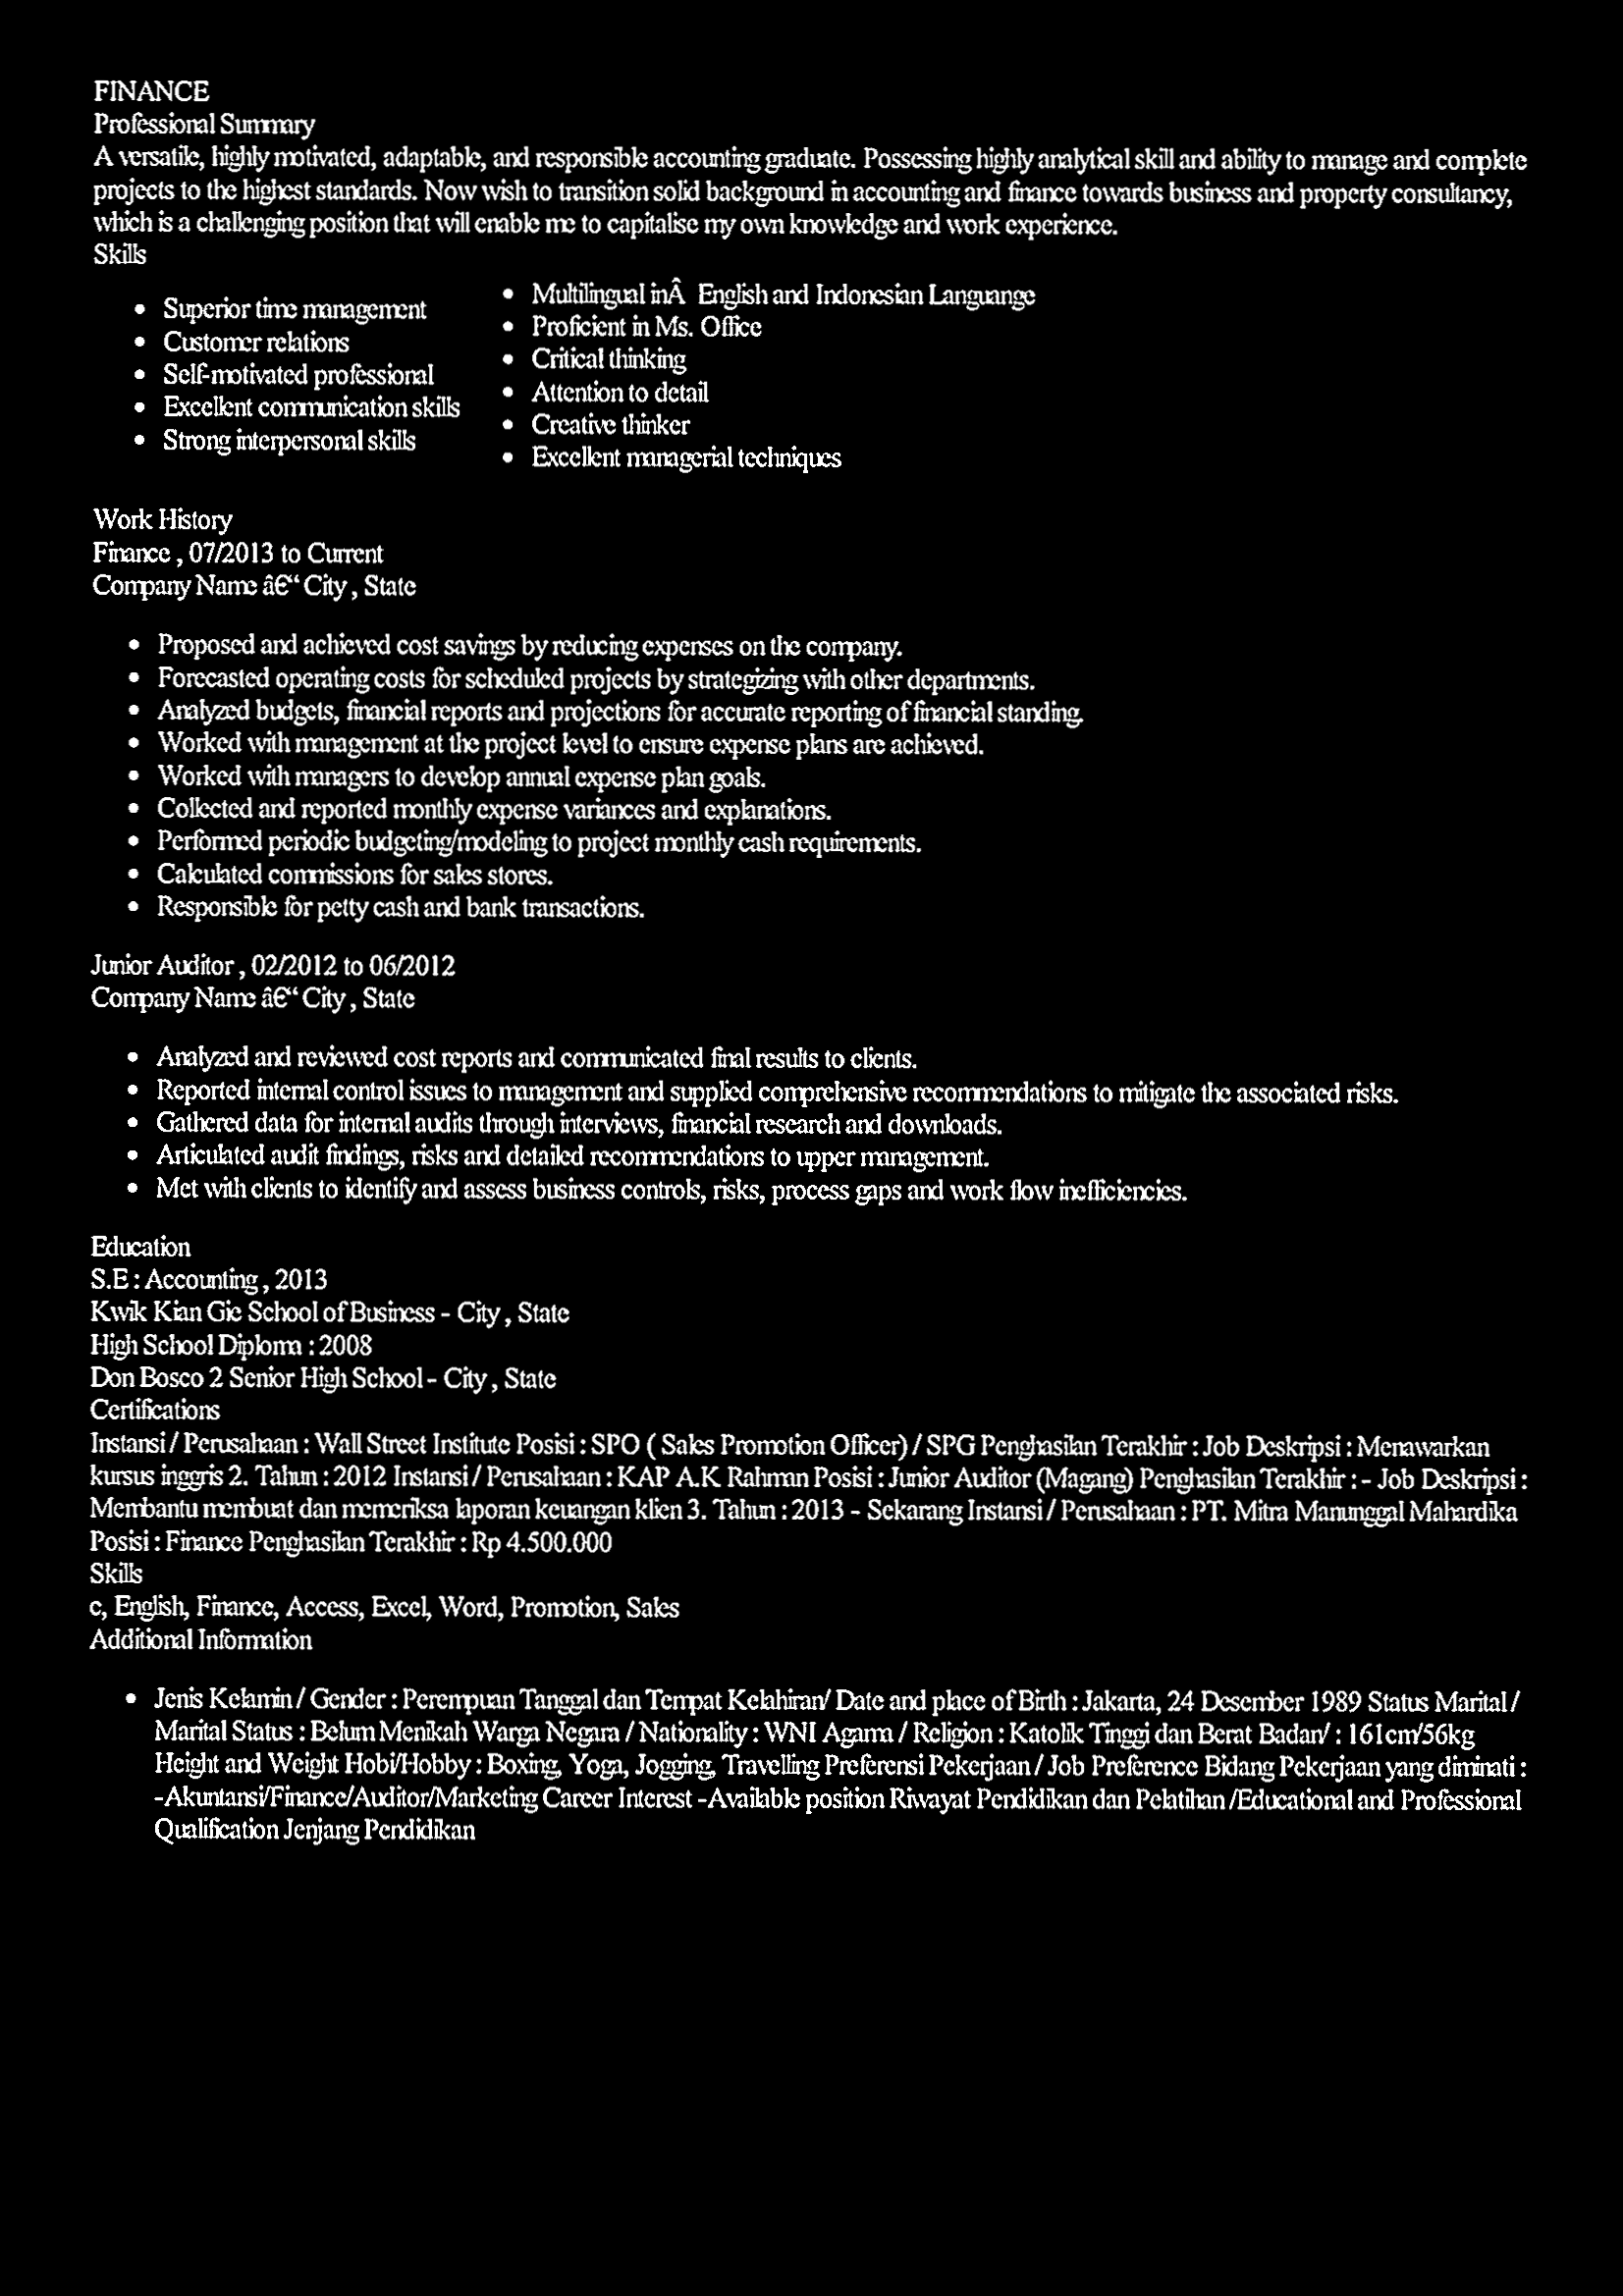 FINANCE
Professional Summary
A versatile, highly motivated, adaptable, and responsible accounting graduate. Possessing highly analytical skill and ability to manage and complete
projects to the highest standards. Now wish to transition solid background in accounting and finance towards business and property consultancy,
which is a challenging position that will enable me to capitalise my own knowledge and work experience.
Skills
• Superior time management
• Customer relations
• Self-motivated professional
• Excellent communication skills
• Strong interpersonal skills
• Multilingual inÂ  English and Indonesian Languange
• Proficient in Ms. Office
• Critical thinking
• Attention to detail
• Creative thinker
• Excellent managerial techniques
Work History
Finance , 07/2013 to Current
Company Name â€“ City , State
• Proposed and achieved cost savings by reducing expenses on the company.
• Forecasted operating costs for scheduled projects by strategizing with other departments.
• Analyzed budgets, financial reports and projections for accurate reporting of financial standing.
• Worked with management at the project level to ensure expense plans are achieved.
• Worked with managers to develop annual expense plan goals.
• Collected and reported monthly expense variances and explanations.
• Performed periodic budgeting/modeling to project monthly cash requirements.
• Calculated commissions for sales stores.
• Responsible for petty cash and bank transactions.
Junior Auditor , 02/2012 to 06/2012
Company Name â€“ City , State
• Analyzed and reviewed cost reports and communicated final results to clients.
• Reported internal control issues to management and supplied comprehensive recommendations to mitigate the associated risks.
• Gathered data for internal audits through interviews, financial research and downloads.
• Articulated audit findings, risks and detailed recommendations to upper management.
• Met with clients to identify and assess business controls, risks, process gaps and work flow inefficiencies.
Education
S.E : Accounting , 2013
Kwik Kian Gie School of Business - City , State
High School Diploma : 2008
Don Bosco 2 Senior High School - City , State
Certifications
Instansi / Perusahaan : Wall Street Institute Posisi : SPO ( Sales Promotion Officer) / SPG Penghasilan Terakhir : Job Deskripsi : Menawarkan
kursus inggris 2. Tahun : 2012 Instansi / Perusahaan : KAP A.K Rahman Posisi : Junior Auditor (Magang) Penghasilan Terakhir : - Job Deskripsi :
Membantu membuat dan memeriksa laporan keuangan klien 3. Tahun : 2013 - Sekarang Instansi / Perusahaan : PT. Mitra Manunggal Mahardika
Posisi : Finance Penghasilan Terakhir : Rp 4.500.000
Skills
c, English, Finance, Access, Excel, Word, Promotion, Sales
Additional Information
• Jenis Kelamin / Gender : Perempuan Tanggal dan Tempat Kelahiran/ Date and place of Birth : Jakarta, 24 Desember 1989 Status Marital /
Marital Status : Belum Menikah Warga Negara / Nationality : WNI Agama / Religion : Katolik Tinggi dan Berat Badan/ : 161cm/56kg
Height and Weight Hobi/Hobby : Boxing, Yoga, Jogging, Travelling Preferensi Pekerjaan / Job Preference Bidang Pekerjaan yang diminati :
-Akuntansi/Finance/Auditor/Marketing Career Interest -Available position Riwayat Pendidikan dan Pelatihan /Educational and Professional
Qualification Jenjang Pendidikan